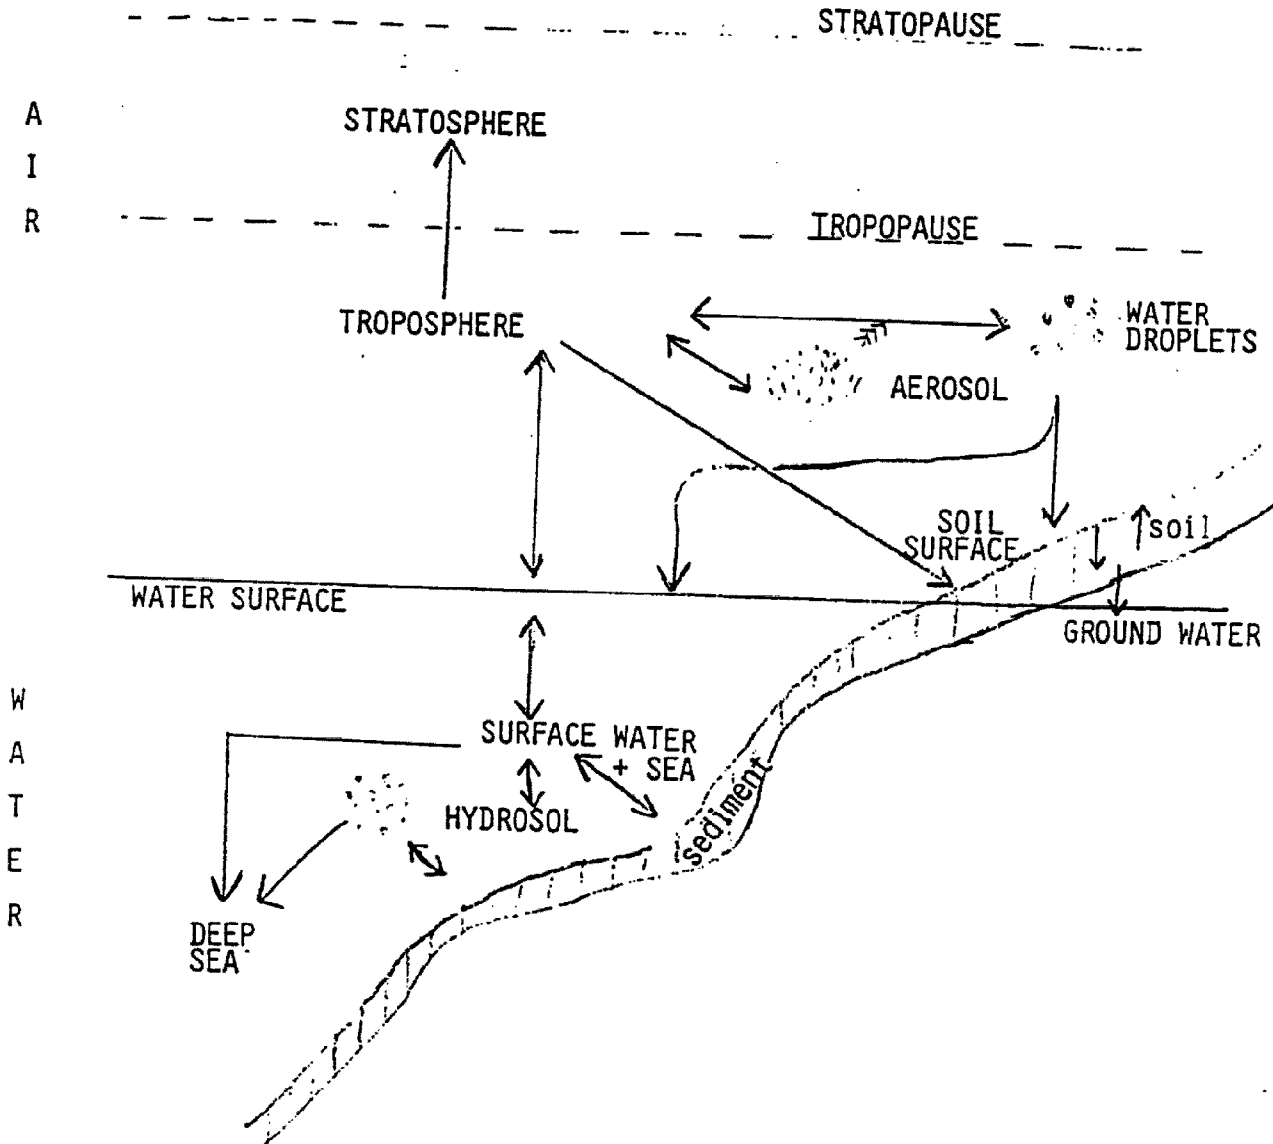 STRATOPAUSE
A
I
R
STRATOSPHERE
TROPOPAUSE
TROPOSPHERE
WATER
DROPLETS
AEROSOL
SOIL
SURFACE
soil
WATER SURFACE
GROUND WATER
W
A
T
E
R
SURFACE WATER
+ SEA
HYDROSOL
sediment
DEEP
SEA